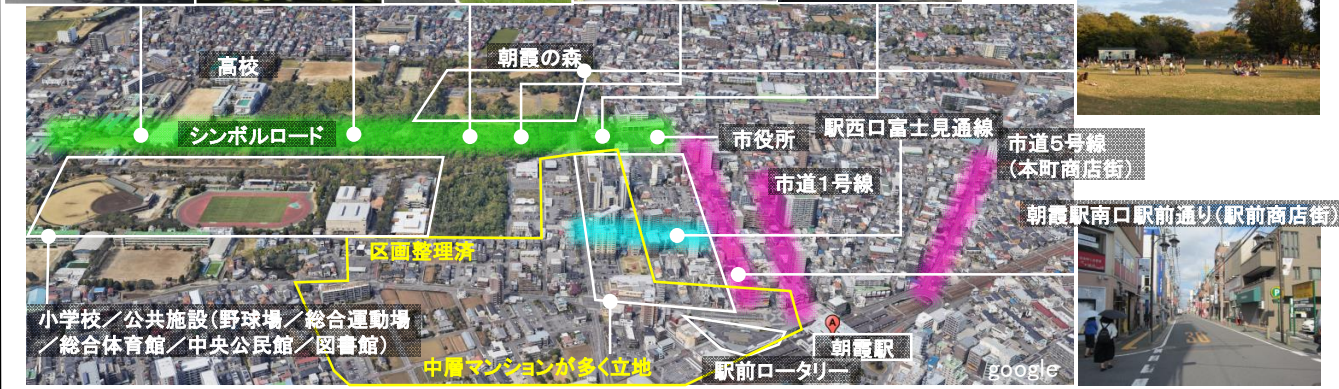 高校
朝霞の森
シンボルロード
市役所
駅西口富士見通線
市道5号線
(本町商店街)
市道1号線
朝霞駅南口駅前通り(駅前商店街)
区画整理済
小学校/公共施設(野球場/総合運動場
/総合体育館/中央公民館/図書館)
中層マンションが多く立地
駅前ロータリー
朝霞駅
A
google